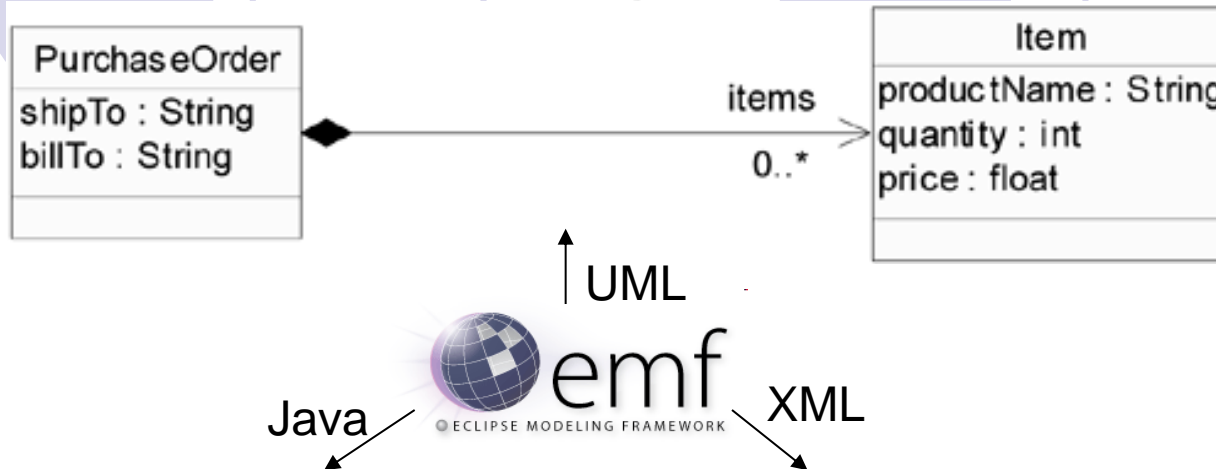 PurchaseOrder
shipTo : String
billTo : String
items
0..*
Item
productName : String
quantity : int
price : float
UML
emf
ECLIPSE MODELING FRAMEWORK
Java
XML